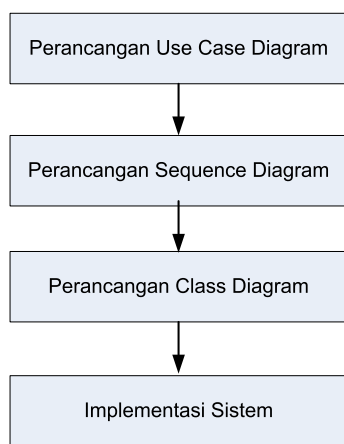 Perancangan Use Case Diagram
Perancangan Sequence Diagram
Perancangan Class Diagram
Implementasi Sistem